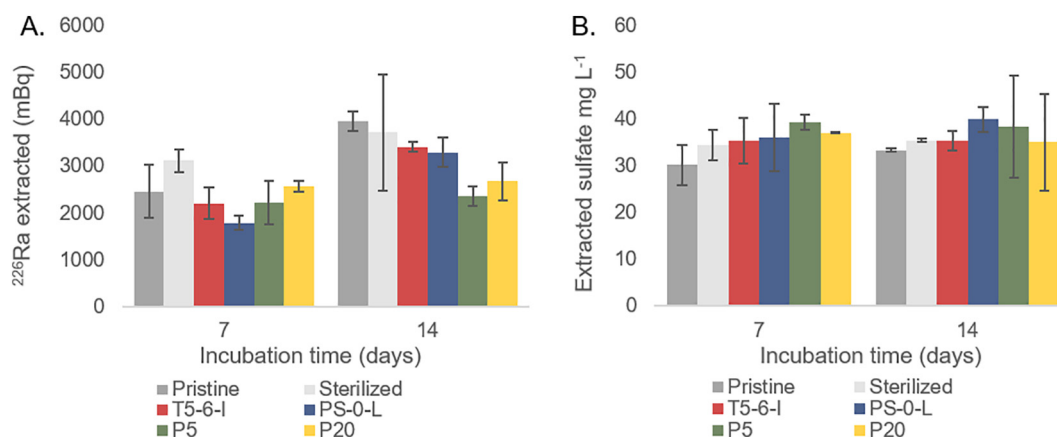 A.
6000
5000
4000
3000
2000
1000
0
²²⁶Ra extracted (mBq)
7 14
Incubation time (days)
Pristine Sterilized
T5-6-I PS-0-L
P5 P20
B.
60
50
40
30
20
10
0
Extracted sulfate mg L⁻¹
7 14
Incubation time (days)
Pristine Sterilized
T5-6-I PS-0-L
P5 P20